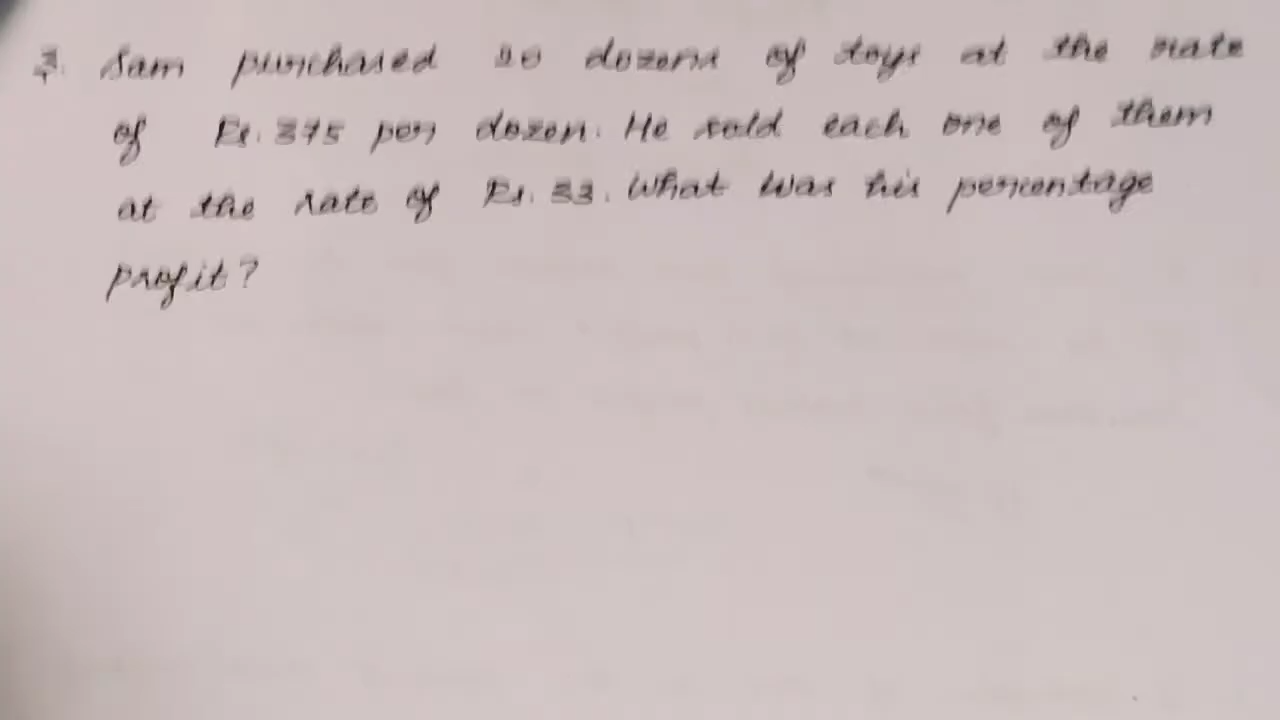 Sam purchased 20 dozens of toys at the rate
of Rs. 375 per dozen. He sold each one of them
at the rate of Rs. 33. What was his percentage
profit?